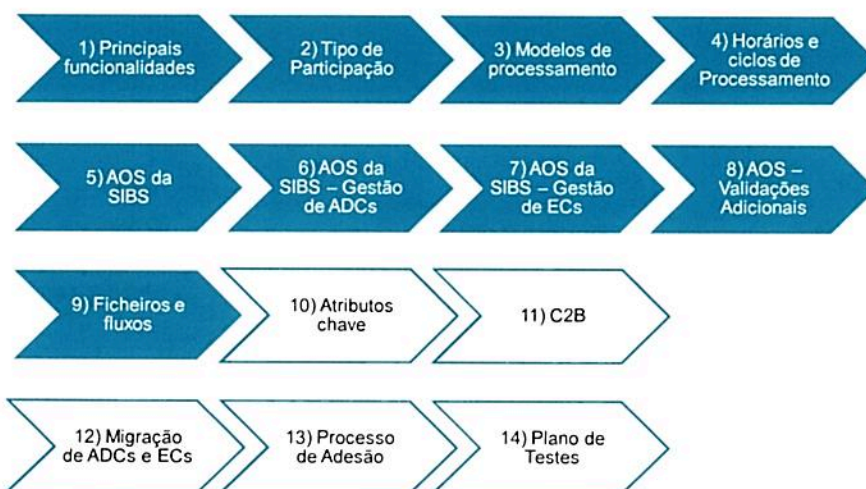 1) Principais
funcionalidades
2) Tipo de
Participação
3) Modelos de
processamento
4) Horários e
ciclos de
Processamento
5) AOS da
SIBS
6) AOS da
SIBS – Gestão
de ADCs
7) AOS da
SIBS – Gestão
de ECs
8) AOS –
Validações
Adicionais
9) Ficheiros e
fluxos
10) Atributos
chave
11) C2B
12) Migração
de ADCs e ECs
13) Processo
de Adesão
14) Plano de
Testes